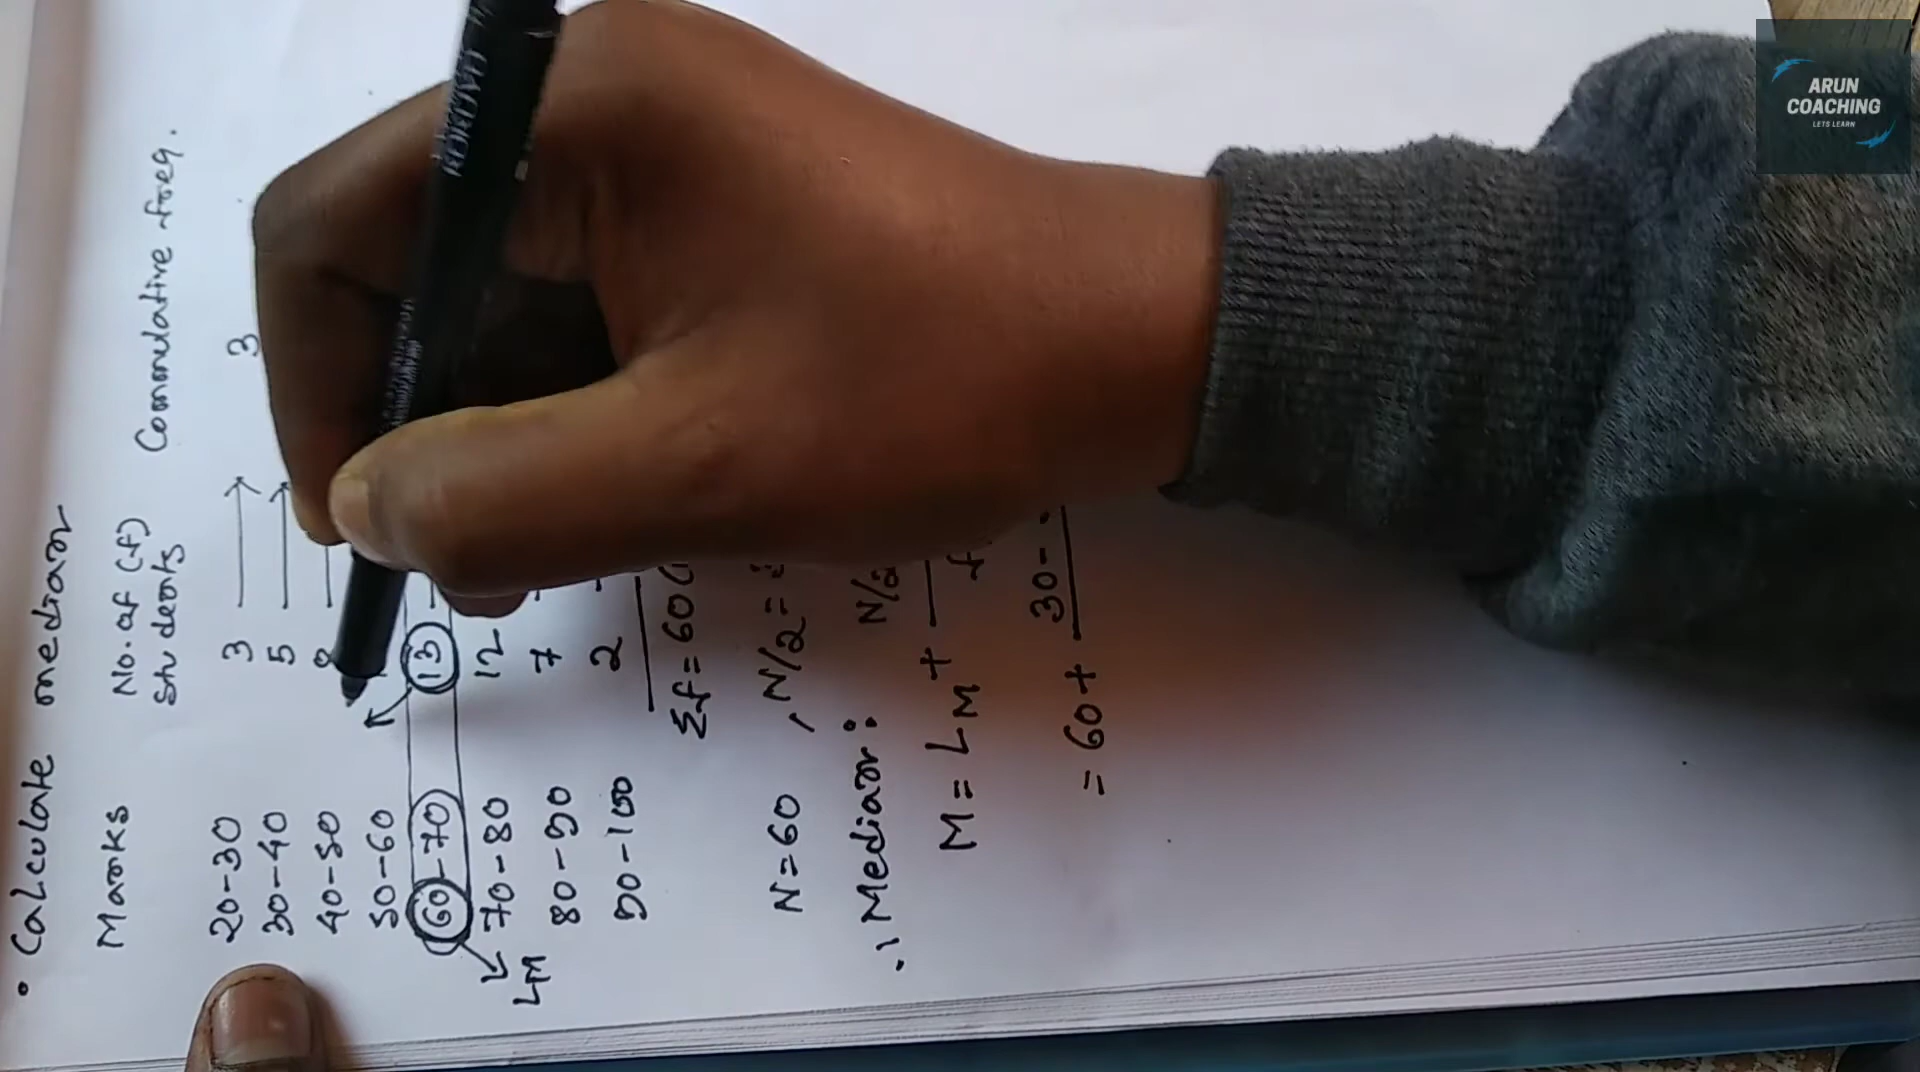 • Calculate median
Marks No. of (f) Students Commulative freq.
20-30 3 3
30-40 5
40-50
50-60
60-70 13
70-80 12
80-90 7
90-100 2
LM
Σf = 60
N = 60 , N/2 =
∴ Median:
M = LM + N/2 f
= 60 + 30 -
ARUN
COACHING
LETS LEARN